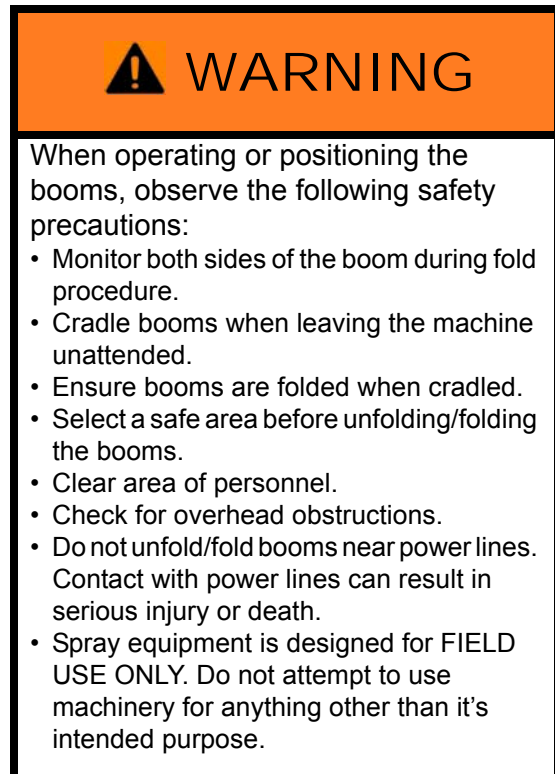 WARNING
When operating or positioning the
booms, observe the following safety
precautions:
• Monitor both sides of the boom during fold
procedure.
• Cradle booms when leaving the machine
unattended.
• Ensure booms are folded when cradled.
• Select a safe area before unfolding/folding
the booms.
• Clear area of personnel.
• Check for overhead obstructions.
• Do not unfold/fold booms near power lines.
Contact with power lines can result in
serious injury or death.
• Spray equipment is designed for FIELD
USE ONLY. Do not attempt to use
machinery for anything other than it’s
intended purpose.